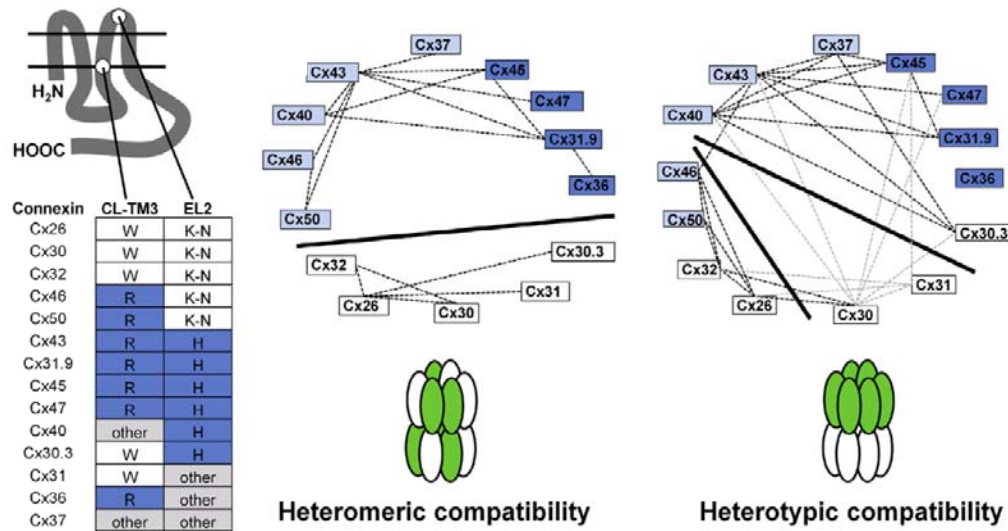 H2N
HOOC
Connexin CL-TM3 EL2
Cx26 W K-N
Cx30 W K-N
Cx32 W K-N
Cx46 R K-N
Cx50 R K-N
Cx43 R H
Cx31.9 R H
Cx45 R H
Cx47 R H
Cx40 other H
Cx30.3 W H
Cx31 W other
Cx36 R other
Cx37 other other
Cx37
Cx43
Cx45
Cx47
Cx40
Cx31.9
Cx46
Cx36
Cx50
Cx30.3
Cx32
Cx31
Cx26
Cx30
Heteromeric compatibility
Cx37
Cx45
Cx43
Cx47
Cx40
Cx31.9
Cx46
Cx36
Cx50
Cx30.3
Cx32
Cx31
Cx26
Cx30
Heterotypic compatibility